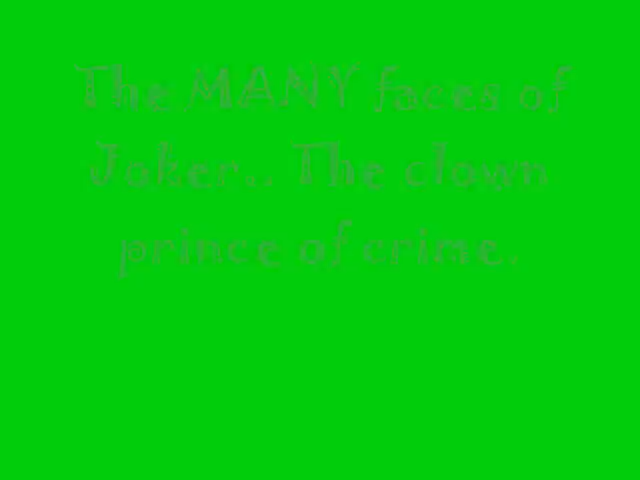 The MANY faces of
Joker.. The clown
prince of crime.